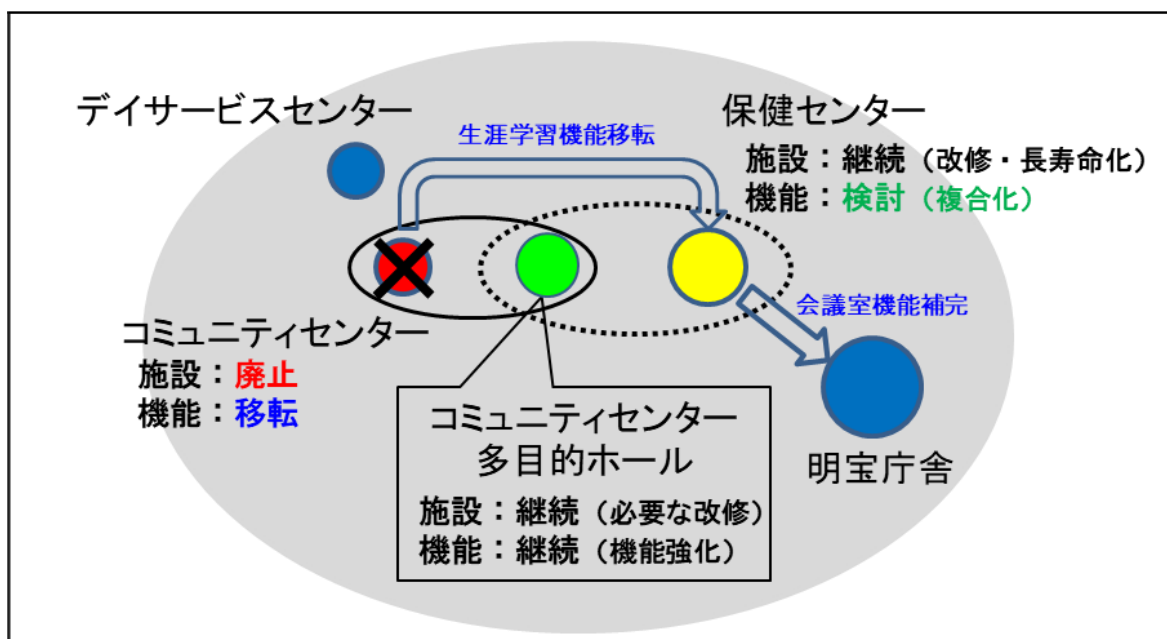 デイサービスセンター
生涯学習機能移転
保健センター
施設：継続（改修・長寿命化）
機能：検討（複合化）
会議室機能補完
コミュニティセンター
施設：廃止
機能：移転
コミュニティセンター
多目的ホール
施設：継続（必要な改修）
機能：継続（機能強化）
明宝庁舎